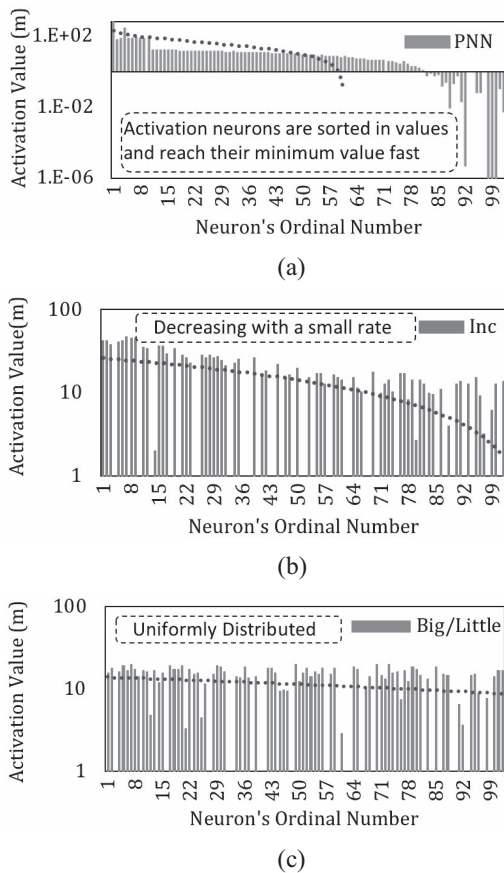 1.E+02
1.E-02
1.E-06
Activation Value (m)
PNN
Activation neurons are sorted in values
and reach their minimum value fast
1 8 15 22 29 36 43 50 57 64 71 78 85 92 99
Neuron's Ordinal Number
(a)
100
10
1
Activation Value(m)
Decreasing with a small rate
Inc
1 8 15 22 29 36 43 50 57 64 71 78 85 92 99
Neuron's Ordinal Number
(b)
100
10
1
Activation Value (m)
Uniformly Distributed
Big/Little
1 8 15 22 29 36 43 50 57 64 71 78 85 92 99
Neuron's Ordinal Number
(c)